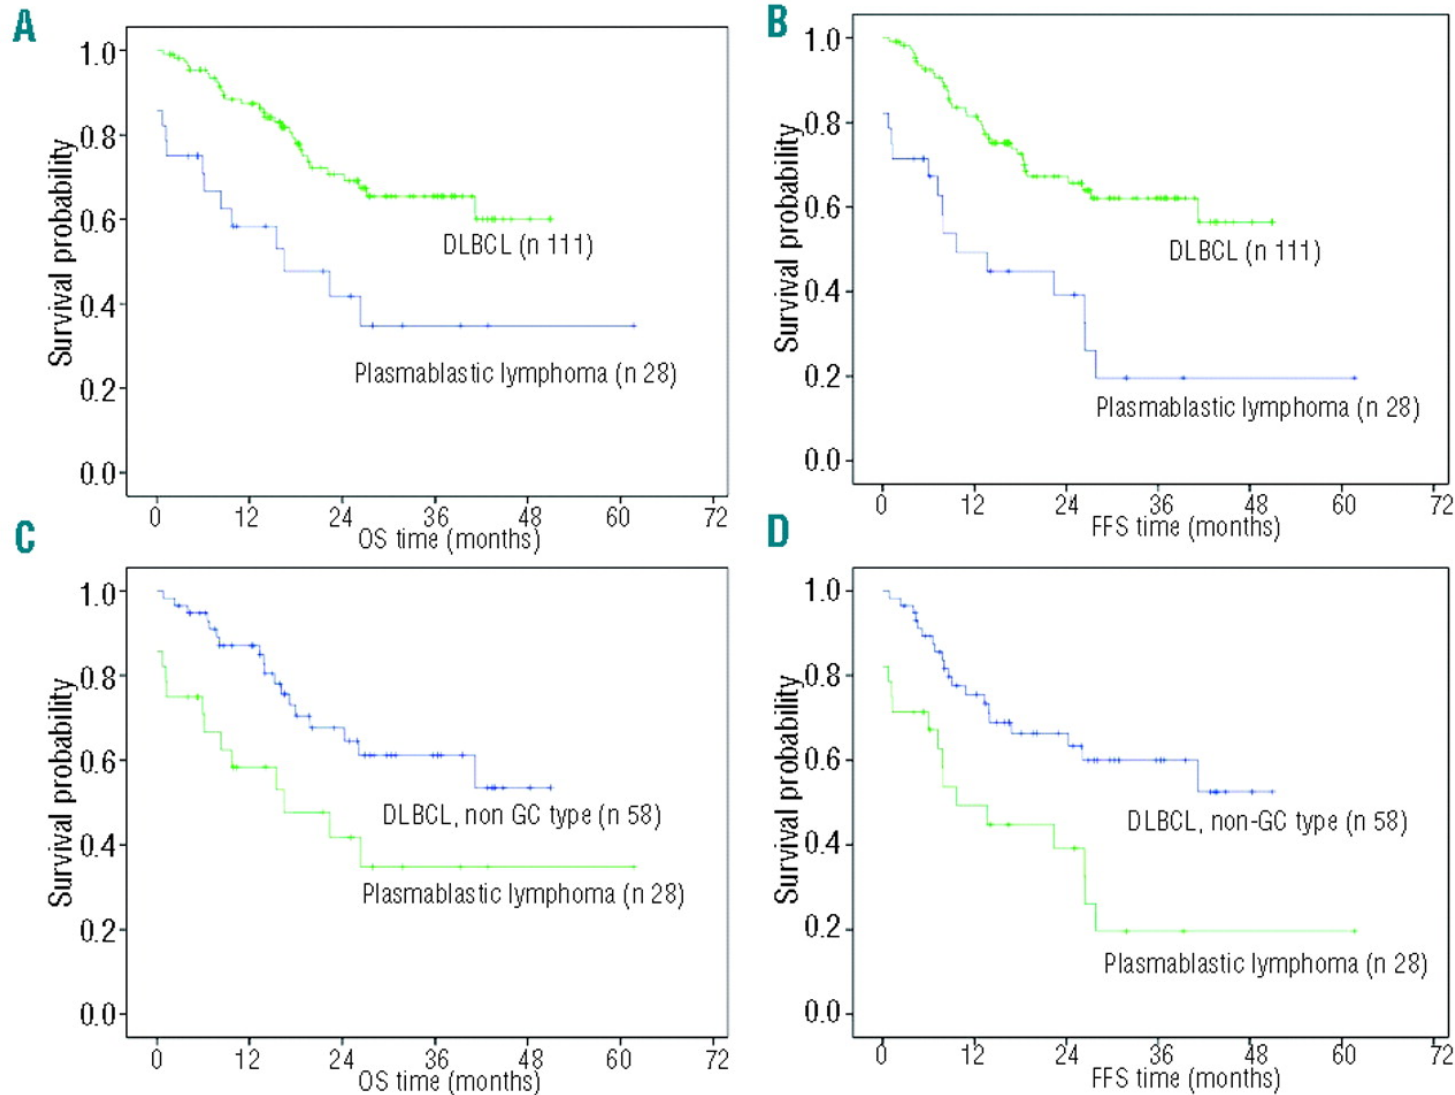 A
Survival probability
1.0
0.8
0.6
0.4
0.2
0.0
DLBCL (n 111)
Plasmablastic lymphoma (n 28)
0 12 24 36 48 60 72
OS time (months)
B
Survival probability
1.0
0.8
0.6
0.4
0.2
0.0
DLBCL (n 111)
Plasmablastic lymphoma (n 28)
0 12 24 36 48 60 72
FFS time (months)
C
Survival probability
1.0
0.8
0.6
0.4
0.2
0.0
DLBCL, non GC type (n 58)
Plasmablastic lymphoma (n 28)
0 12 24 36 48 60 72
OS time (months)
D
Survival probability
1.0
0.8
0.6
0.4
0.2
0.0
DLBCL, non-GC type (n 58)
Plasmablastic lymphoma (n 28)
0 12 24 36 48 60 72
FFS time (months)